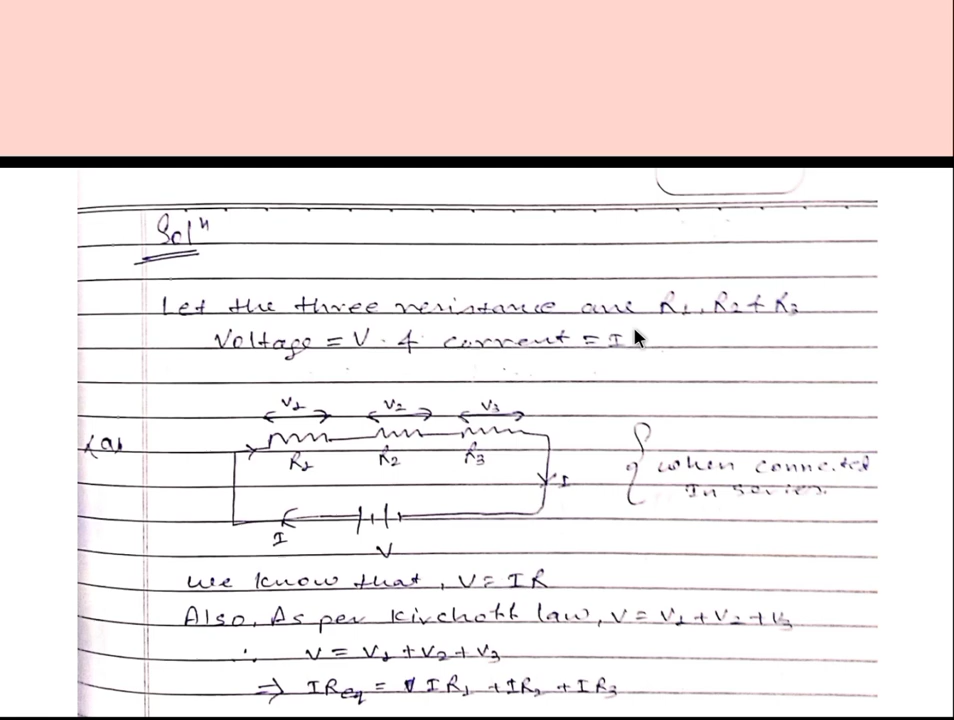 Solⁿ
Let the three resistance are R1, R2 & R3
Voltage = V. & current = I
V1 V2 V3
(a)
R1 R2 R3
I
when connected
In series.
I
V
We know that, V = IR
Also, As per Kirchoff law, V = V1 + V2 + V3
∴ V = V1 + V2 + V3
⇒ IReq = IR1 + IR2 + IR3